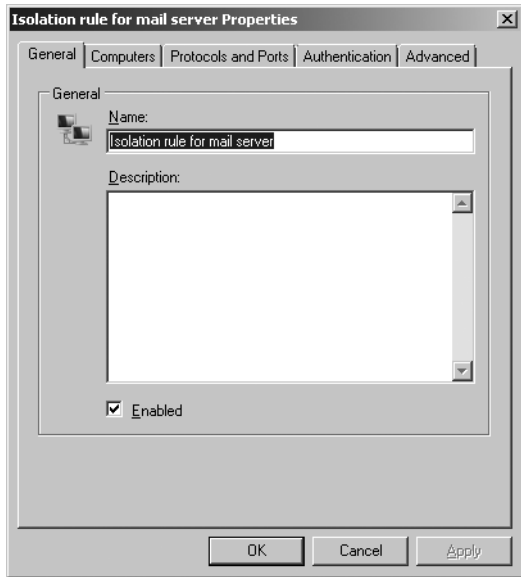 Isolation rule for mail server Properties
General Computers Protocols and Ports Authentication Advanced
General
Name:
Isolation rule for mail server
Description:
Enabled
OK Cancel Apply